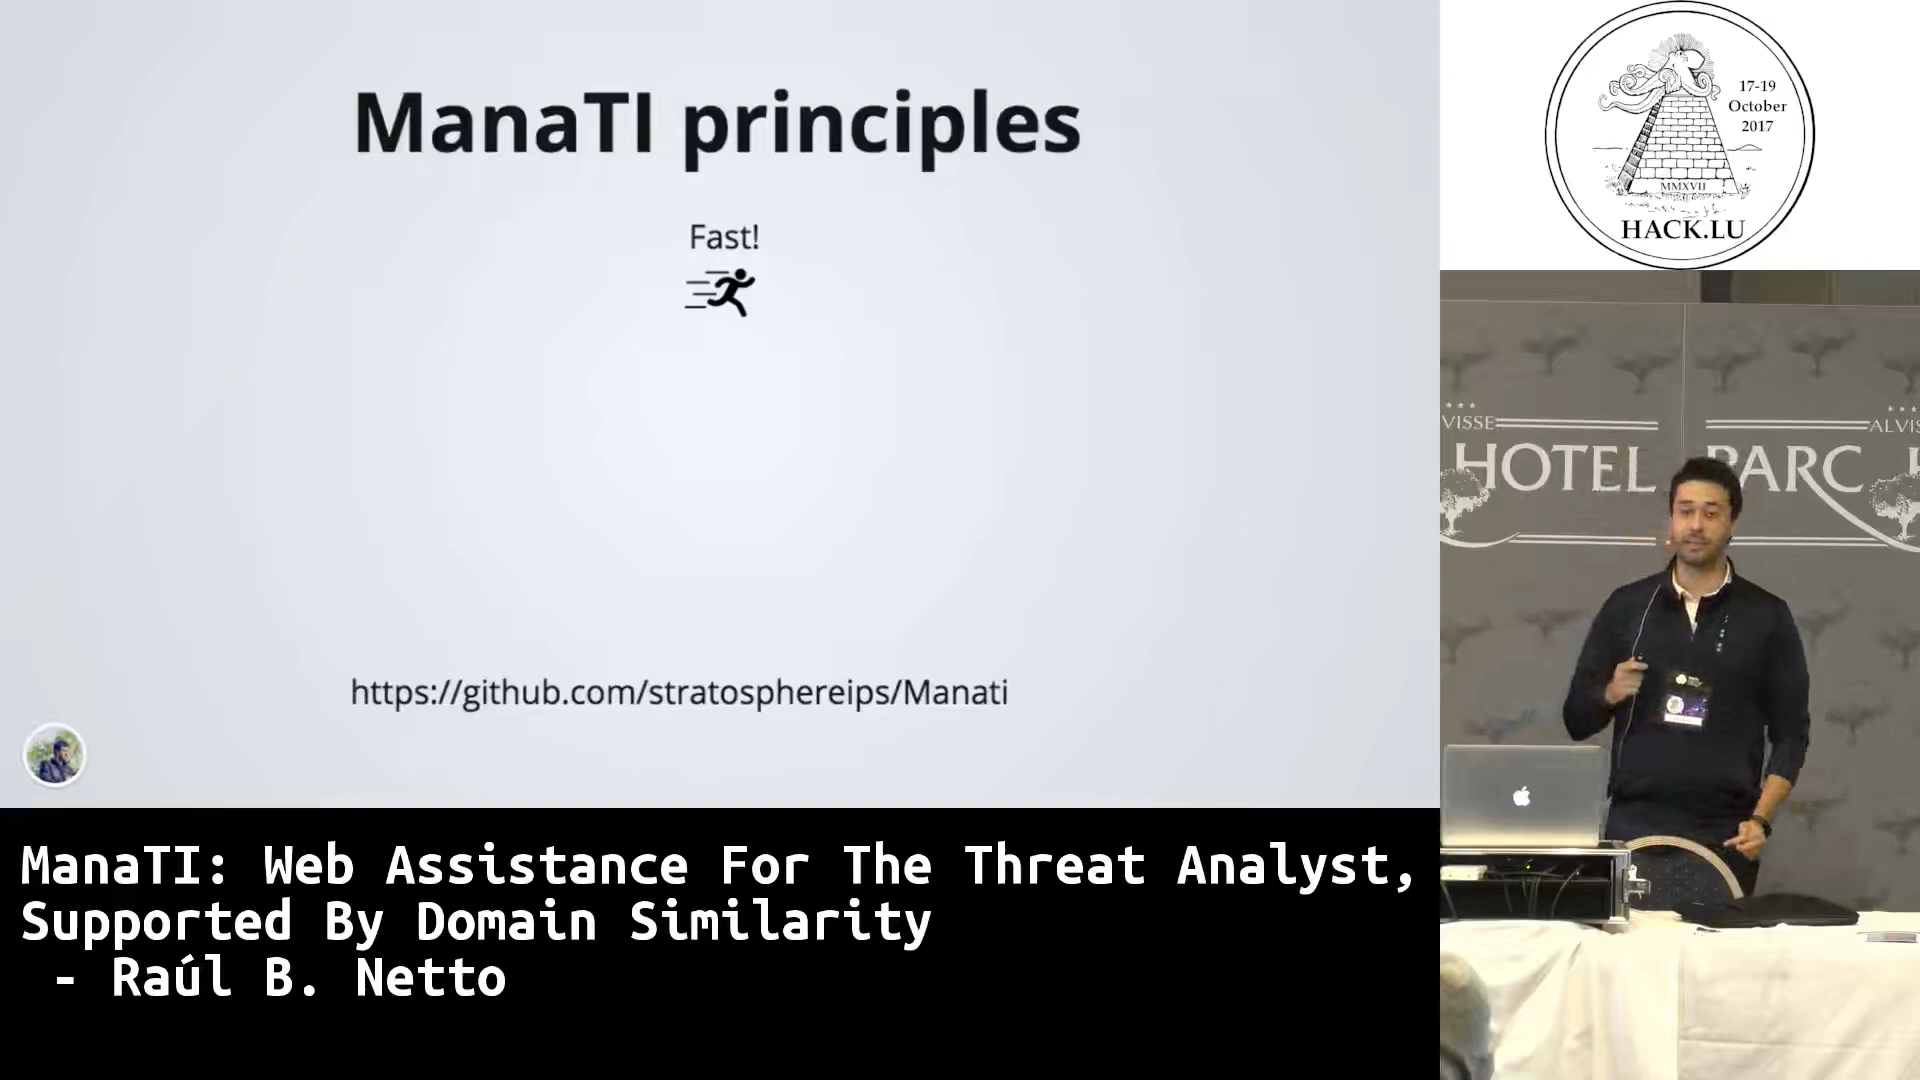 ManaTI principles
Fast!
https://github.com/stratosphereips/Manati
17-19
October
2017
MMXVII
HACK.LU
VISSE
ALVIS
HOTEL PARC H
ManaTI: Web Assistance For The Threat Analyst,
Supported By Domain Similarity
- Raúl B. Netto